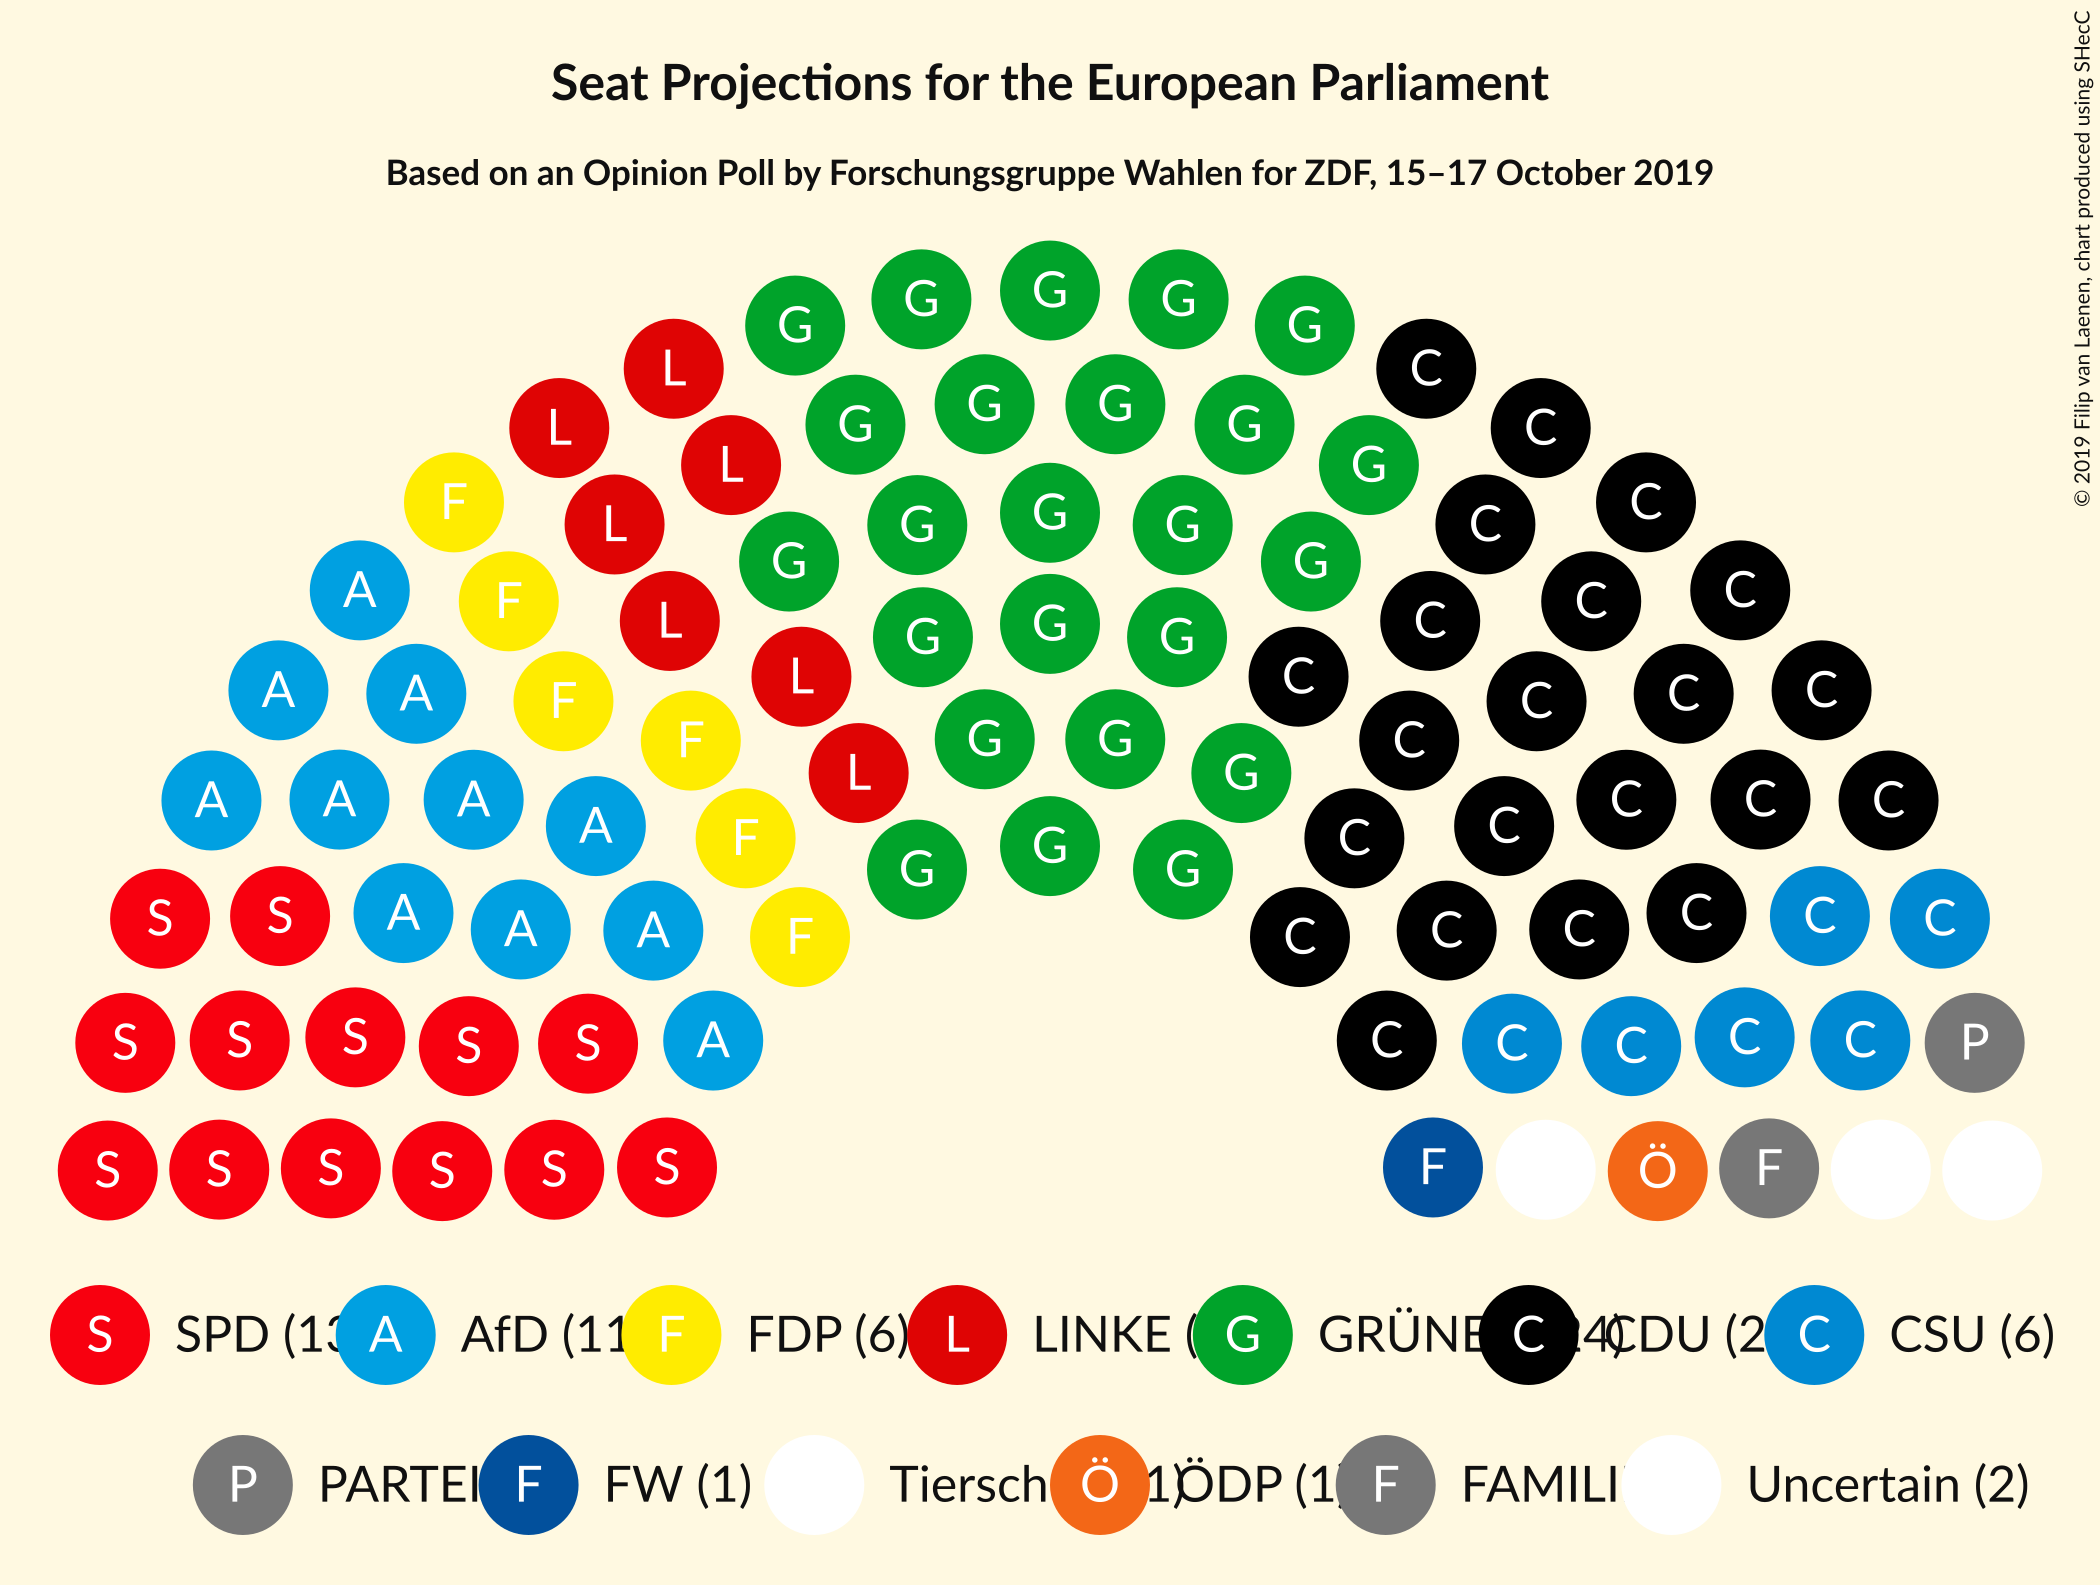 Seat Projections for the European Parliament
Based on an Opinion Poll by Forschungsgruppe Wahlen for ZDF, 15–17 October 2019
© 2019 Filip van Laenen, chart produced using SHecC
G G G G G
L G G G G C
L L G G G C
F L G G G C C
A F L G G G G G C C C
A A F L L G G G C C C C C
A A A A F F L G G G C C C C C C
S S A A A F F G G G C C C C C C C
S S S S S A C C C C C P
S S S S S S F Ö F
S SPD (13 A AfD (11 F FDP (6) L LINKE ( G GRÜNE 24) C CDU (2 C CSU (6)
P PARTEI F FW (1) Tiersch 1) Ö ÖDP (1) F FAMILI Uncertain (2)